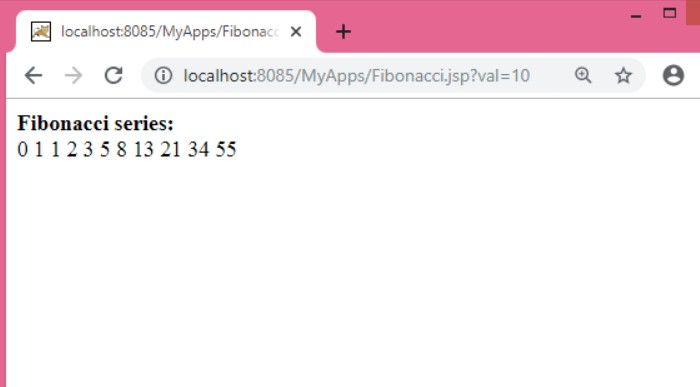 localhost:8085/MyApps/Fibonacc
localhost:8085/MyApps/Fibonacci.jsp?val=10
Fibonacci series:
0 1 1 2 3 5 8 13 21 34 55